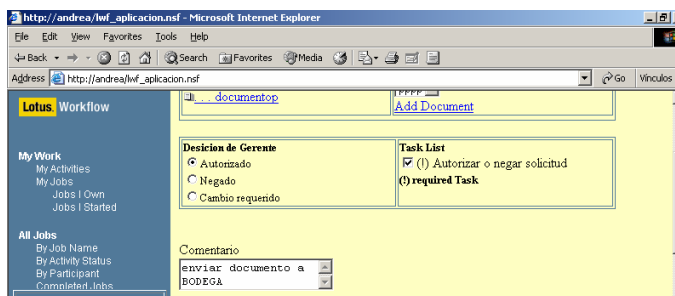 http://andrea/lwf_aplicacion.nsf - Microsoft Internet Explorer
File Edit View Favorites Tools Help
Back Search Favorites Media
Address http://andrea/lwf_aplicacion.nsf Go Vínculos
Lotus. Workflow
. . . documentop
Add Document
My Work
My Activities
My Jobs
Jobs I Own
Jobs I Started
All Jobs
By Job Name
By Activity Status
By Participant
Completed Jobs
Desicion de Gerente
Autorizado
Negado
Cambio requerido
Task List
(!) Autorizar o negar solicitud
(!) required Task
Comentario
enviar documento a
BODEGA